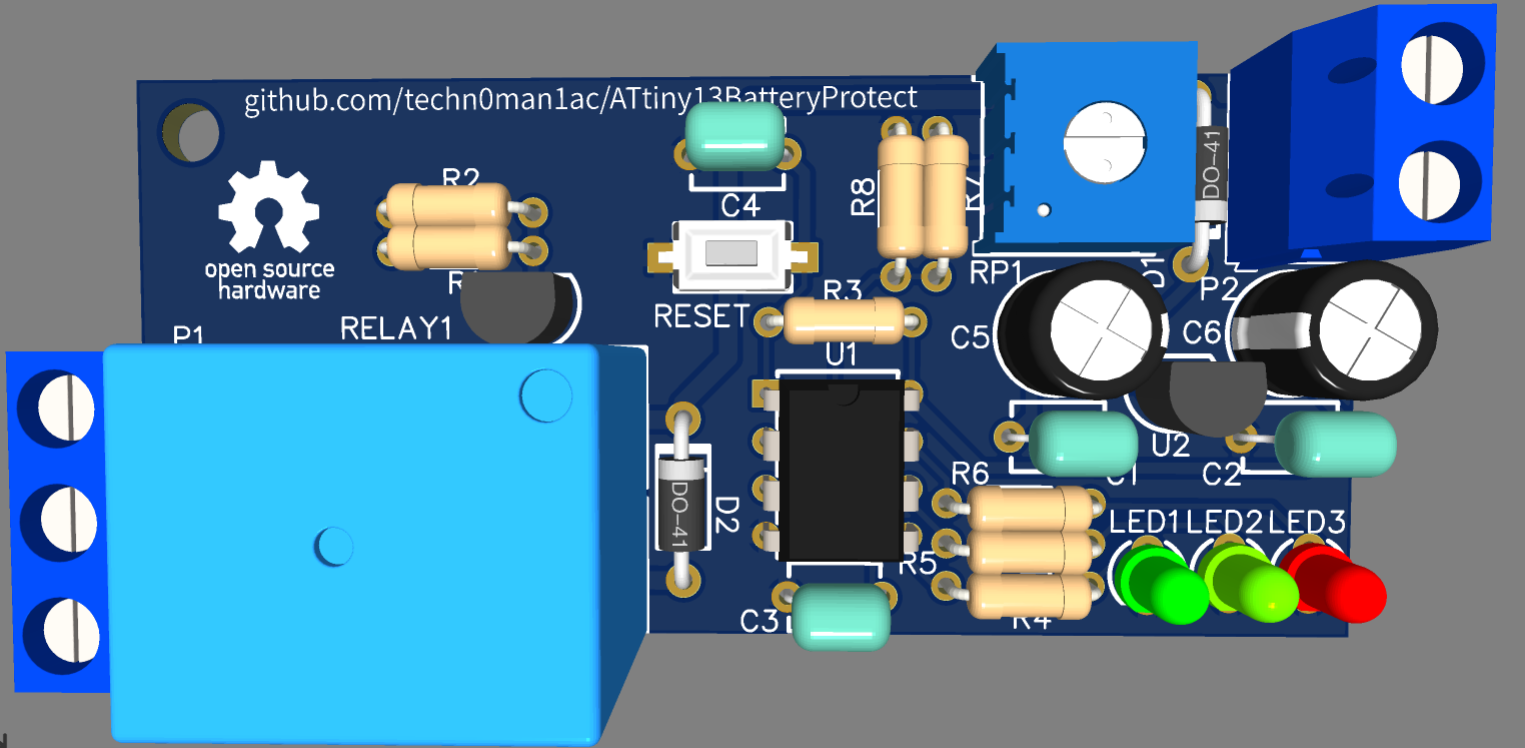 github.com/techn0man1ac/ATtiny13BatteryProtect
open source
hardware
R2
C4
R8
R7
DO-41
RP1
D1
P2
RESET
R3
RELAY1
P1
U1
C5
C6
DO-41
D2
R6
R5
C1
U2
C2
LED1
LED2
LED3
C3
R4